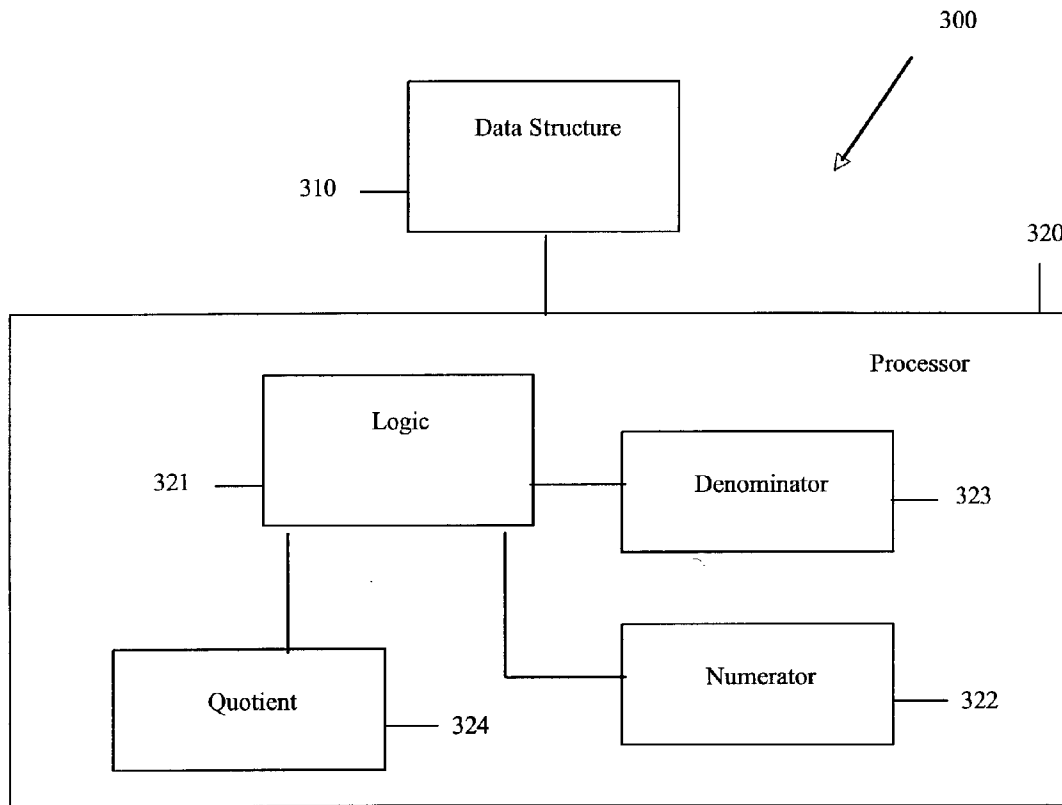 300
Data Structure
310
320
Processor
Logic
321
Denominator
323
Numerator
322
Quotient
324